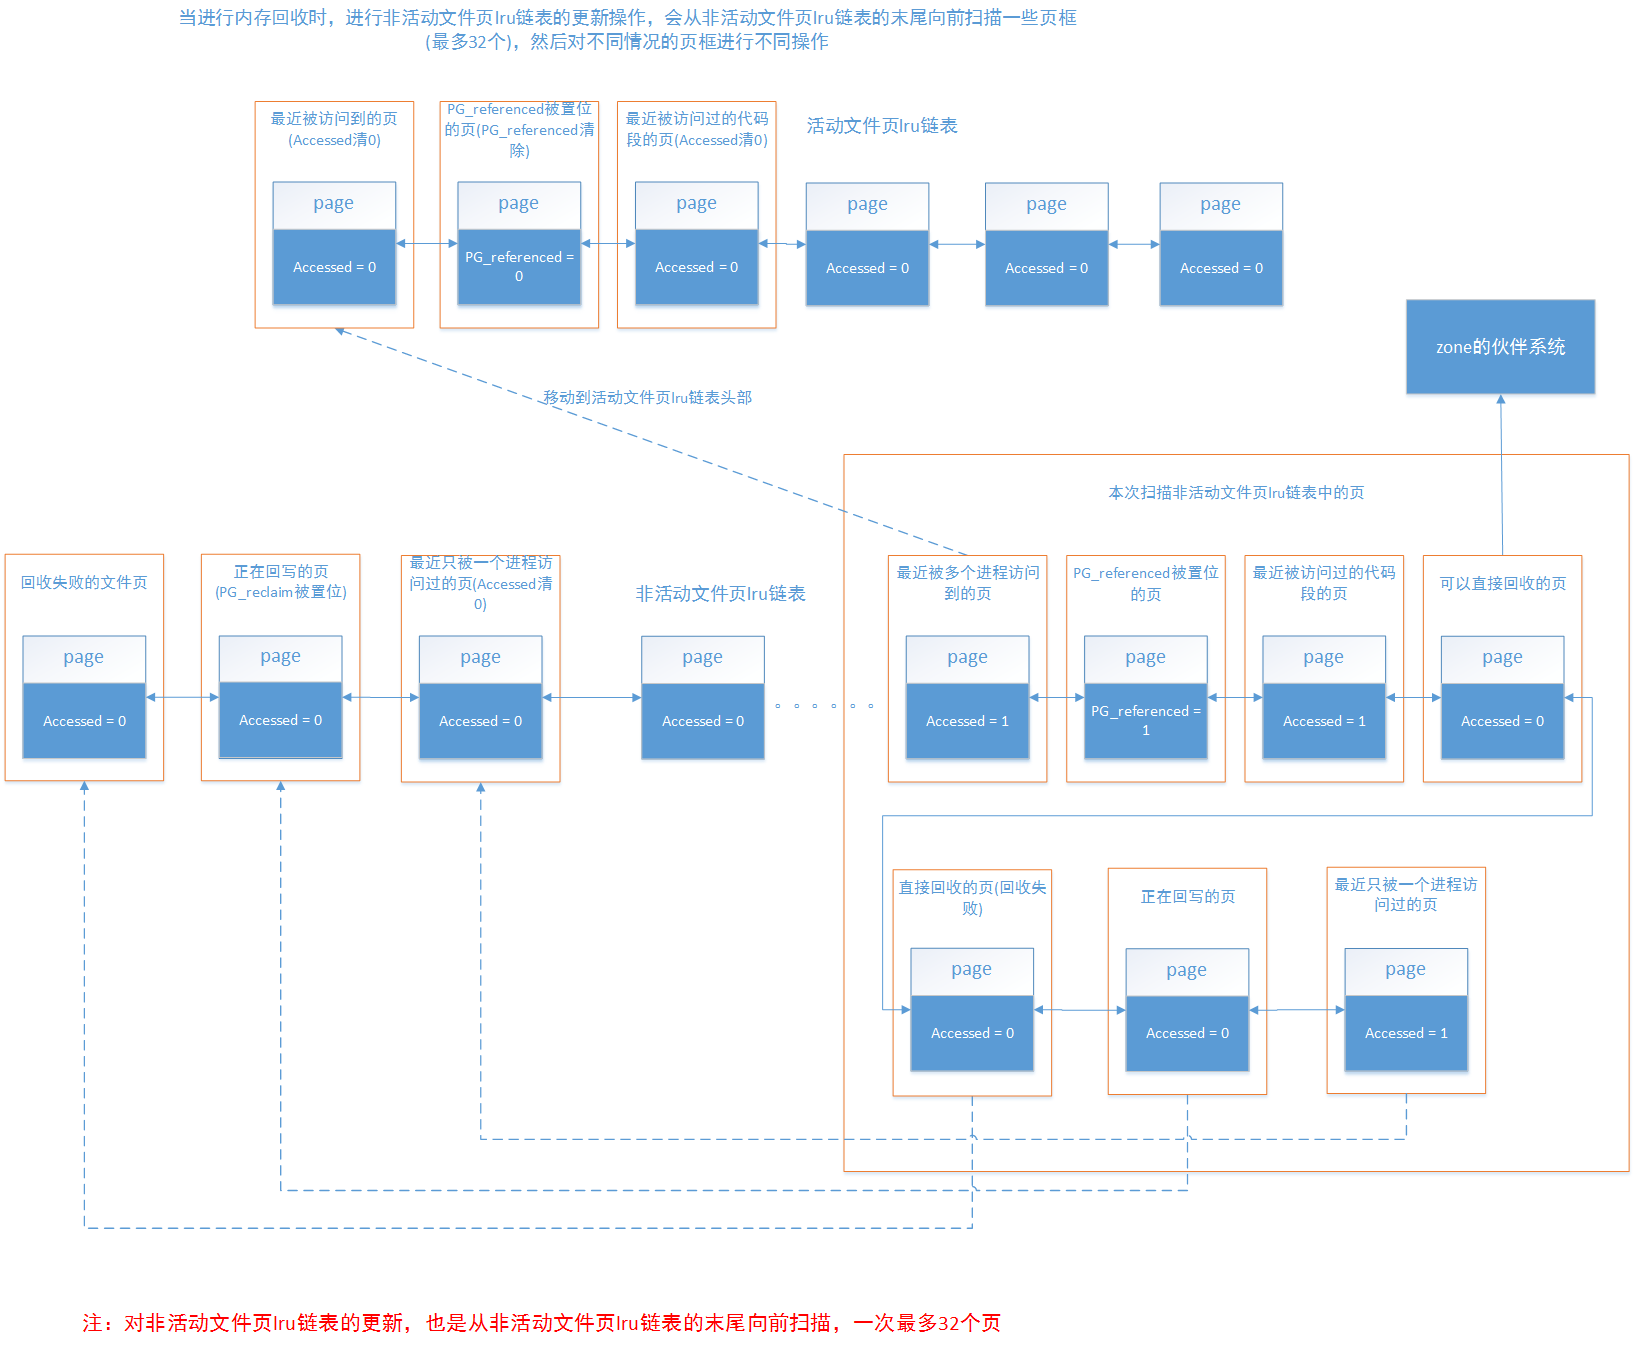 当进行内存回收时，进行非活动文件页lru链表的更新操作，会从非活动文件页lru链表的末尾向前扫描一些页框
(最多32个)，然后对不同情况的页框进行不同操作
最近被访问到的页
(Accessed清0)
PG_referenced被置位
的页(PG_referenced清
除)
最近被访问过的代码
段的页(Accessed清0)
活动文件页lru链表
page
page
page
page
page
page
Accessed = 0
PG_referenced =
0
Accessed = 0
Accessed = 0
Accessed = 0
Accessed = 0
zone的伙伴系统
移动到活动文件页lru链表头部
本次扫描非活动文件页lru链表中的页
回收失败的文件页
正在回写的页
(PG_reclaim被置位)
最近只被一个进程访
问过的页(Accessed清
0)
非活动文件页lru链表
最近被多个进程访问
到的页
PG_referenced被置位
的页
最近被访问过的代码
段的页
可以直接回收的页
page
page
page
page
page
page
page
page
Accessed = 0
Accessed = 0
Accessed = 0
Accessed = 0
。。。。。。
Accessed = 1
PG_referenced =
1
Accessed = 1
Accessed = 0
直接回收的页(回收失
败)
正在回写的页
最近只被一个进程访
问过的页
page
page
page
Accessed = 0
Accessed = 0
Accessed = 1
注：对非活动文件页lru链表的更新，也是从非活动文件页lru链表的末尾向前扫描，一次最多32个页